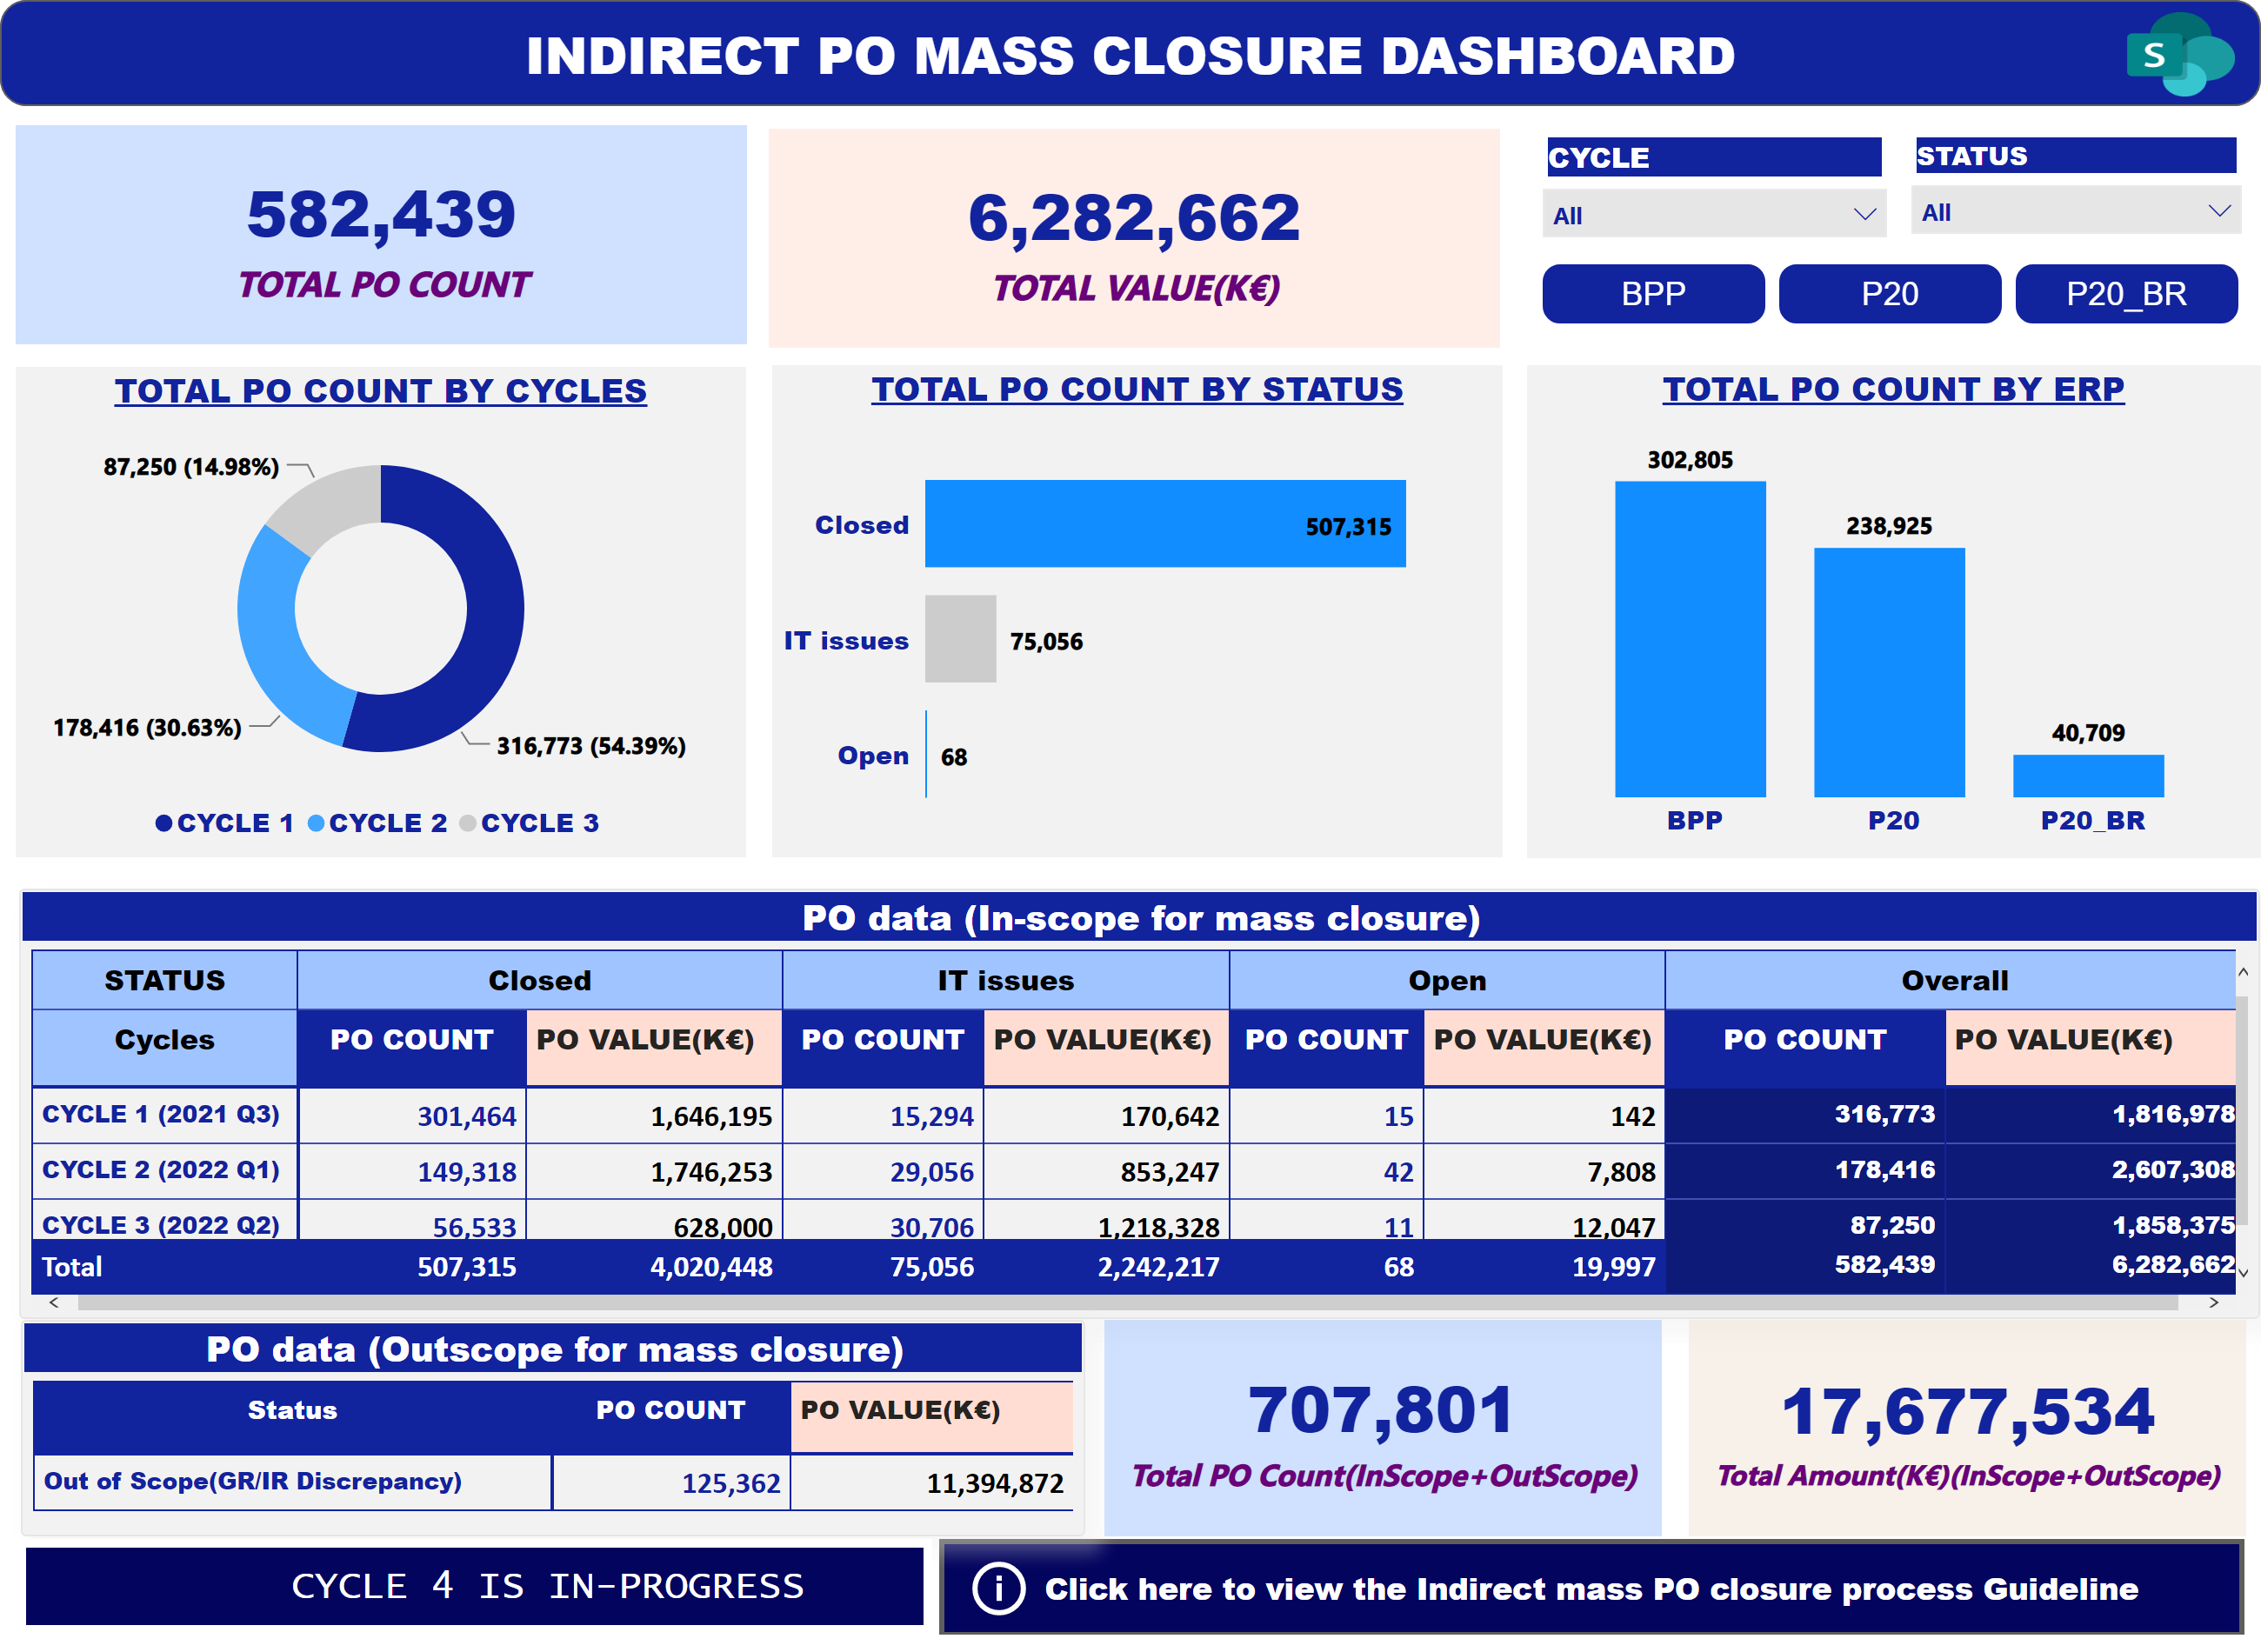 INDIRECT PO MASS CLOSURE DASHBOARD
S
582,439
TOTAL PO COUNT
6,282,662
TOTAL VALUE(K€)
CYCLE
All
STATUS
All
BPP
P20
P20_BR
TOTAL PO COUNT BY CYCLES
87,250 (14.98%)
178,416 (30.63%)
316,773 (54.39%)
CYCLE 1 CYCLE 2 CYCLE 3
TOTAL PO COUNT BY STATUS
Closed 507,315
IT issues 75,056
Open 68
TOTAL PO COUNT BY ERP
302,805
238,925
40,709
BPP P20 P20_BR
PO data (In-scope for mass closure)
STATUS Closed IT issues Open Overall
Cycles PO COUNT PO VALUE(K€) PO COUNT PO VALUE(K€) PO COUNT PO VALUE(K€) PO COUNT PO VALUE(K€)
CYCLE 1 (2021 Q3) 301,464 1,646,195 15,294 170,642 15 142 316,773 1,816,978
CYCLE 2 (2022 Q1) 149,318 1,746,253 29,056 853,247 42 7,808 178,416 2,607,308
CYCLE 3 (2022 Q2) 56,533 628,000 30,706 1,218,328 11 12,047 87,250 1,858,375
Total 507,315 4,020,448 75,056 2,242,217 68 19,997 582,439 6,282,662
PO data (Outscope for mass closure)
Status PO COUNT PO VALUE(K€)
Out of Scope(GR/IR Discrepancy) 125,362 11,394,872
707,801
Total PO Count(InScope+OutScope)
17,677,534
Total Amount(K€)(InScope+OutScope)
CYCLE 4 IS IN-PROGRESS
Click here to view the Indirect mass PO closure process Guideline